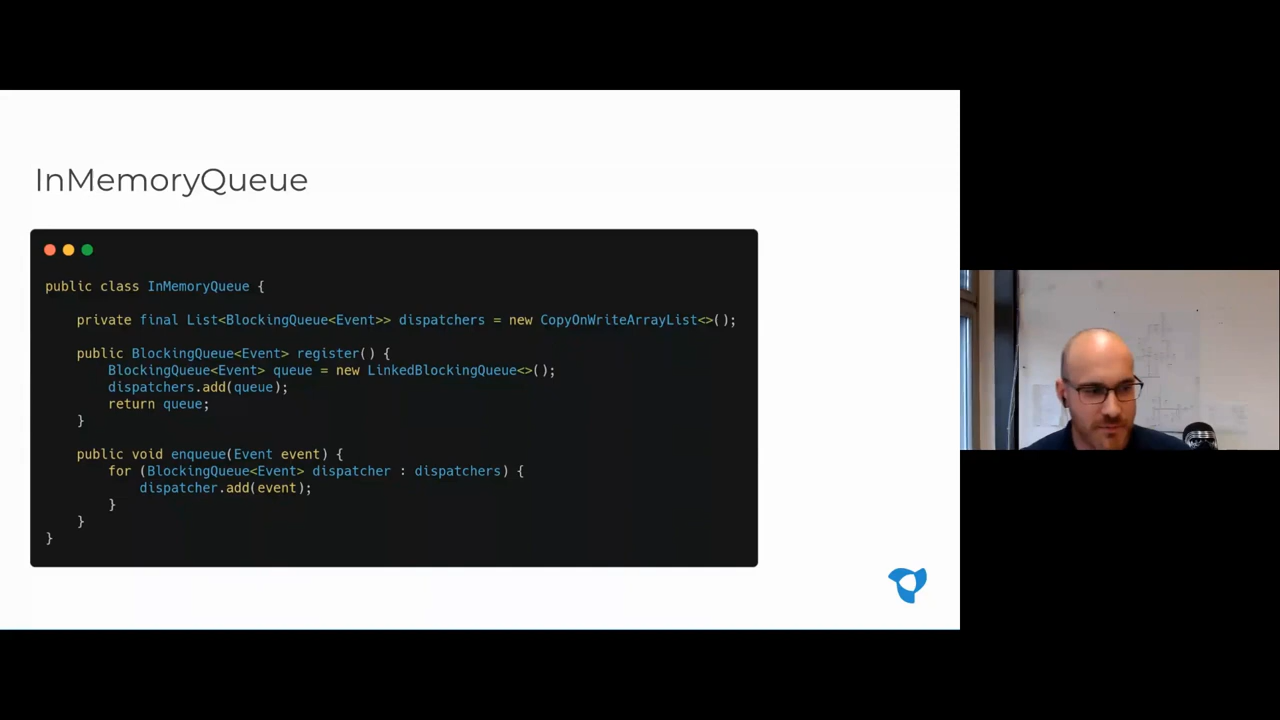 InMemoryQueue
public class InMemoryQueue {
private final List<BlockingQueue<Event>> dispatchers = new CopyOnWriteArrayList<>();
public BlockingQueue<Event> register() {
BlockingQueue<Event> queue = new LinkedBlockingQueue<>();
dispatchers.add(queue);
return queue;
}
public void enqueue(Event event) {
for (BlockingQueue<Event> dispatcher : dispatchers) {
dispatcher.add(event);
}
}
}